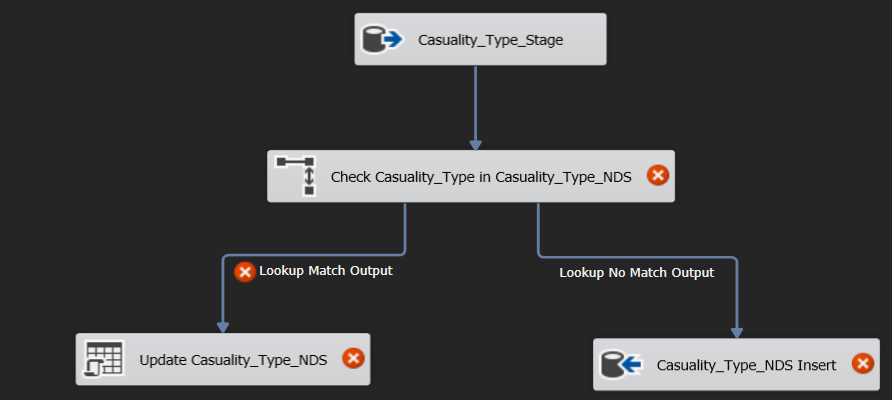 Casuality_Type_Stage
Check Casuality_Type in Casuality_Type_NDS
Lookup Match Output
Lookup No Match Output
Update Casuality_Type_NDS
Casuality_Type_NDS Insert